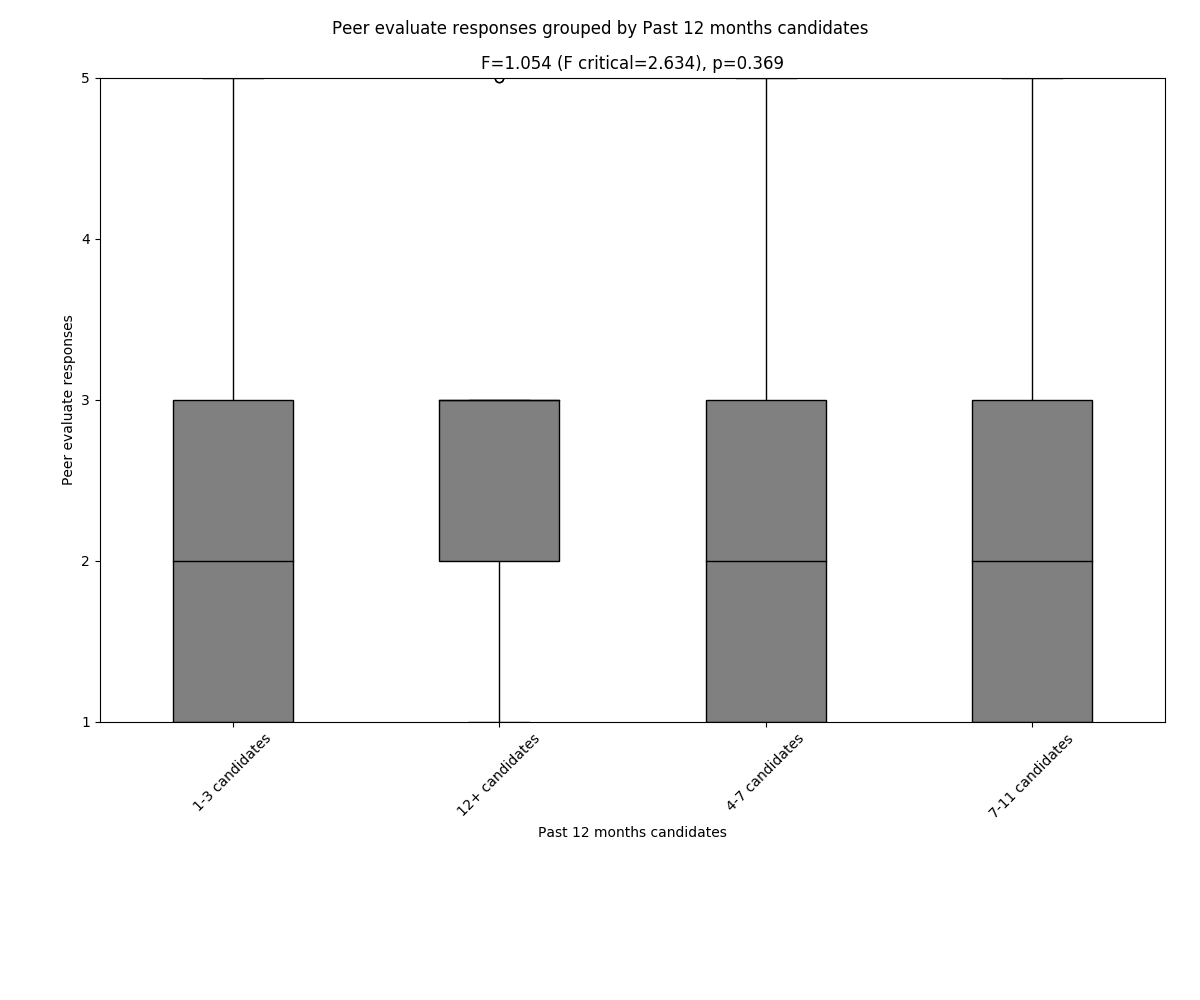 Peer evaluate responses grouped by Past 12 months candidates
F=1.054 (F critical=2.634), p=0.369
5
4
3
2
1
Peer evaluate responses
1-3 candidates
12+ candidates
4-7 candidates
7-11 candidates
Past 12 months candidates